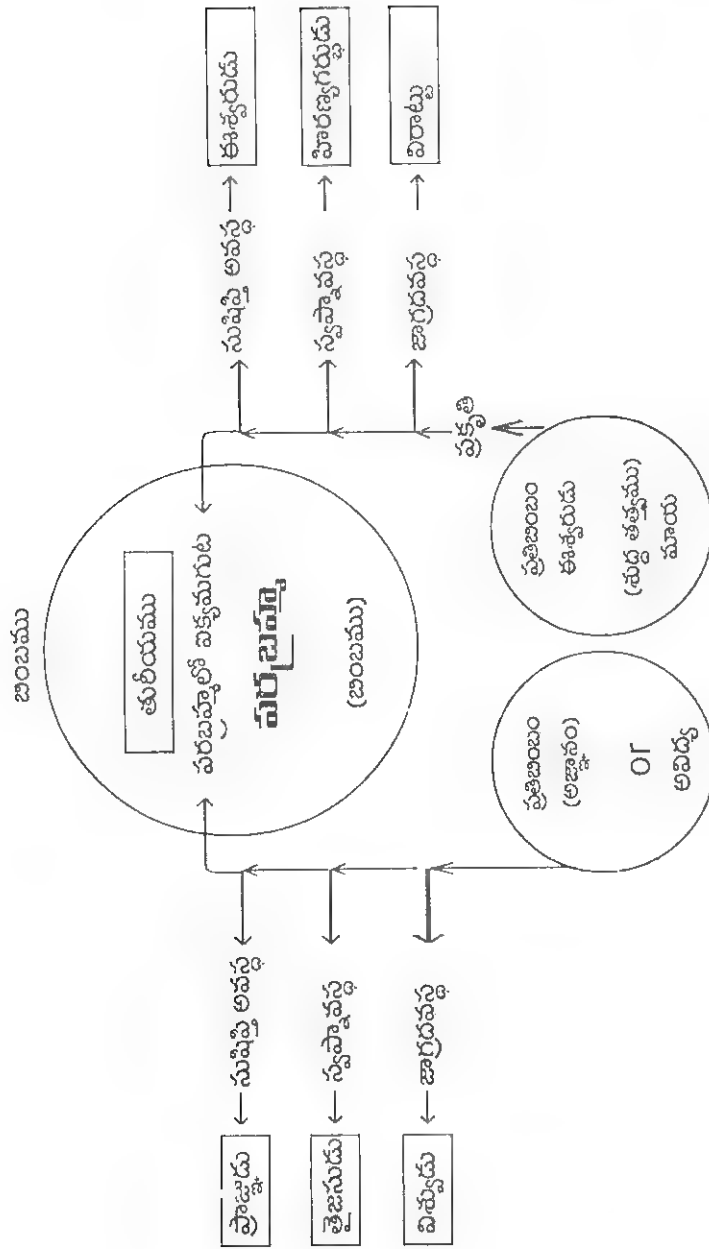 బింబము
తురీయము
పరబ్రహ్మలో ఐక్యమగుట
పరబ్రహ్మ
(బింబము)
ప్రాజ్ఞుడు
సుషుప్తి అవస్థ
సుషుప్తి అవస్థ
ఈశ్వరుడు
తైజసుడు
స్వప్నావస్థ
స్వప్నావస్థ
హిరణ్యగర్భుడు
విశ్వుడు
జాగ్రదవస్థ
జాగ్రదవస్థ
విరాట్టు
ప్రకృతి
ప్రతిబింబం
(అజ్ఞానం)
or
అవిద్య
ప్రతిబింబం
ఈశ్వరుడు
(శుద్ధ తత్వము)
మాయ